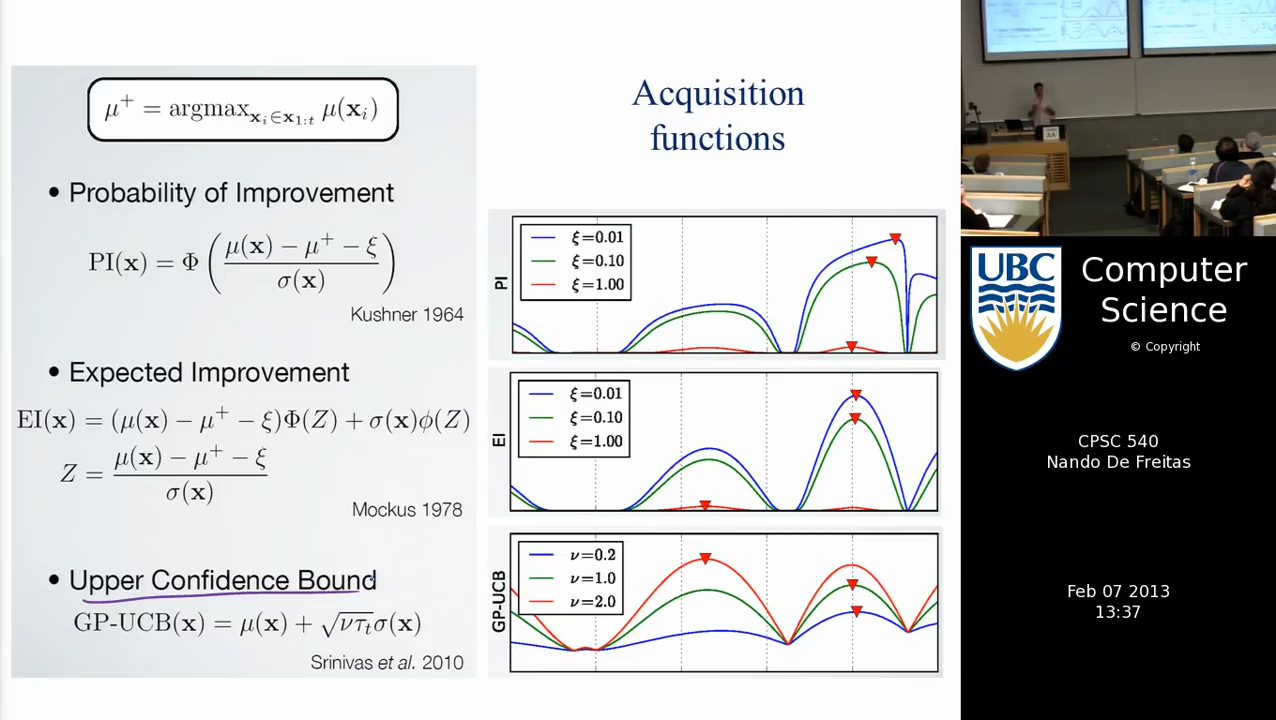 μ⁺ = argmax_{x_i∈x_{1:t}} μ(x_i)
Acquisition
functions
• Probability of Improvement
PI(x) = Φ((μ(x) − μ⁺ − ξ) / σ(x))
Kushner 1964
• Expected Improvement
EI(x) = (μ(x) − μ⁺ − ξ)Φ(Z) + σ(x)ϕ(Z)
Z = (μ(x) − μ⁺ − ξ) / σ(x)
Mockus 1978
• Upper Confidence Bound
GP-UCB(x) = μ(x) + √(ντ_t)σ(x)
Srinivas et al. 2010
PI
ξ=0.01
ξ=0.10
ξ=1.00
EI
ξ=0.01
ξ=0.10
ξ=1.00
GP-UCB
ν=0.2
ν=1.0
ν=2.0
UBC
Computer
Science
© Copyright
CPSC 540
Nando De Freitas
Feb 07 2013
13:37